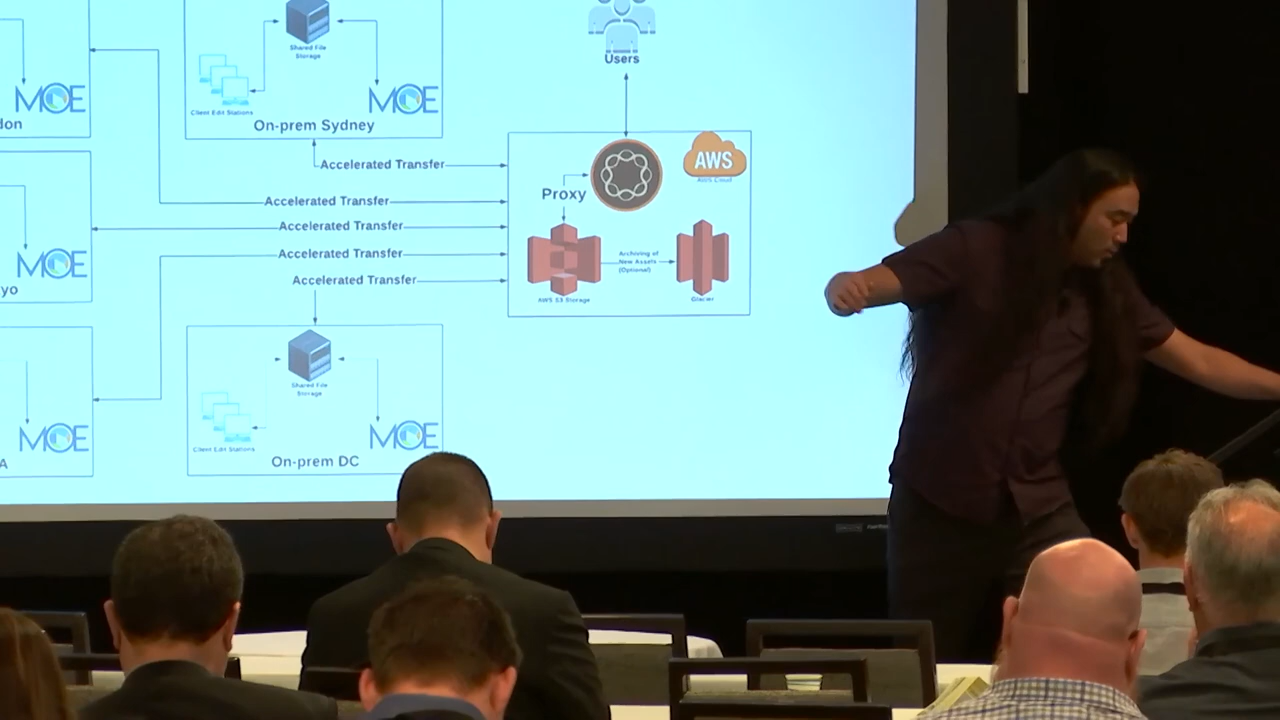 Users
Shared File
Storage
MOE
MOE
Client Edit Stations
don
On-prem Sydney
AWS
AWS Cloud
Accelerated Transfer
Proxy
Accelerated Transfer
Accelerated Transfer
Accelerated Transfer
Archiving of
New Assets
(Optional)
MOE
yo
Accelerated Transfer
AWS S3 Storage
Glacier
Shared File
Storage
MOE
MOE
Client Edit Stations
A
On-prem DC